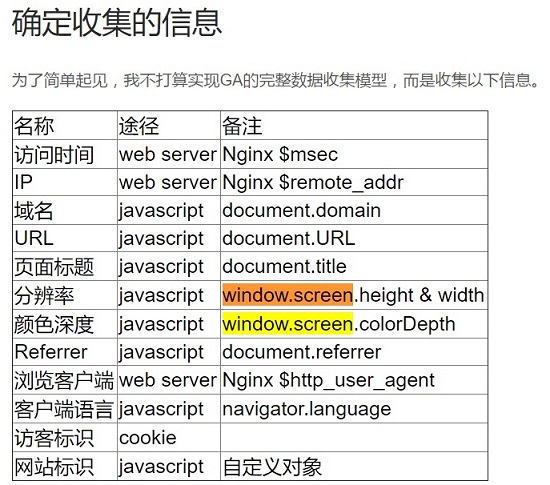 确定收集的信息
为了简单起见，我不打算实现GA的完整数据收集模型，而是收集以下信息。
名称 途径 备注
访问时间 web server Nginx $msec
IP web server Nginx $remote_addr
域名 javascript document.domain
URL javascript document.URL
页面标题 javascript document.title
分辨率 javascript window.screen.height & width
颜色深度 javascript window.screen.colorDepth
Referrer javascript document.referrer
浏览客户端 web server Nginx $http_user_agent
客户端语言 javascript navigator.language
访客标识 cookie
网站标识 javascript 自定义对象